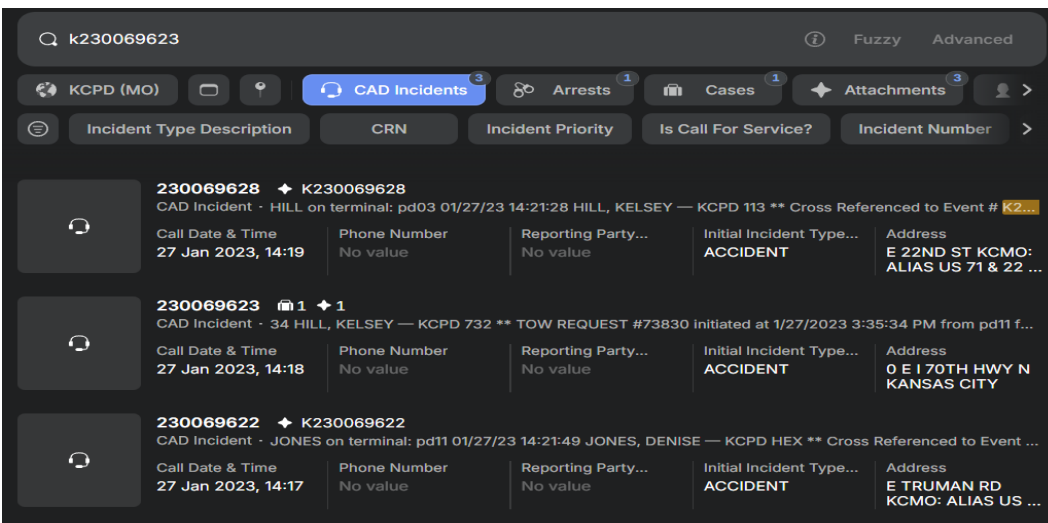 k230069623
Fuzzy Advanced
KCPD (MO) CAD Incidents 3 Arrests 1 Cases 1 Attachments 3
Incident Type Description CRN Incident Priority Is Call For Service? Incident Number
230069628 K230069628
CAD Incident · HILL on terminal: pd03 01/27/23 14:21:28 HILL, KELSEY — KCPD 113 ** Cross Referenced to Event # K2...
Call Date & Time Phone Number Reporting Party... Initial Incident Type... Address
27 Jan 2023, 14:19 No value No value ACCIDENT E 22ND ST KCMO:
ALIAS US 71 & 22 ...
230069623 1 1
CAD Incident · 34 HILL, KELSEY — KCPD 732 ** TOW REQUEST #73830 initiated at 1/27/2023 3:35:34 PM from pd11 f...
Call Date & Time Phone Number Reporting Party... Initial Incident Type... Address
27 Jan 2023, 14:18 No value No value ACCIDENT 0 E I 70TH HWY N
KANSAS CITY
230069622 K230069622
CAD Incident · JONES on terminal: pd11 01/27/23 14:21:49 JONES, DENISE — KCPD HEX ** Cross Referenced to Event ...
Call Date & Time Phone Number Reporting Party... Initial Incident Type... Address
27 Jan 2023, 14:17 No value No value ACCIDENT E TRUMAN RD
KCMO: ALIAS US ...